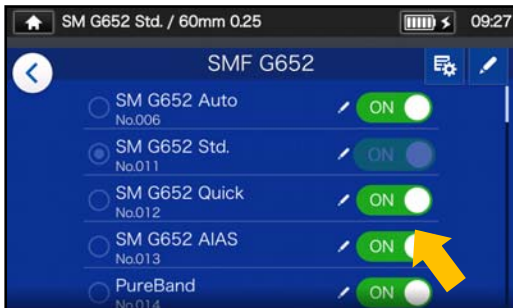 SM G652 Std. / 60mm 0.25
09:27
SMF G652
SM G652 Auto
No.006
ON
SM G652 Std.
No.011
ON
SM G652 Quick
No.012
ON
SM G652 AIAS
No.013
ON
PureBand
No.014
ON